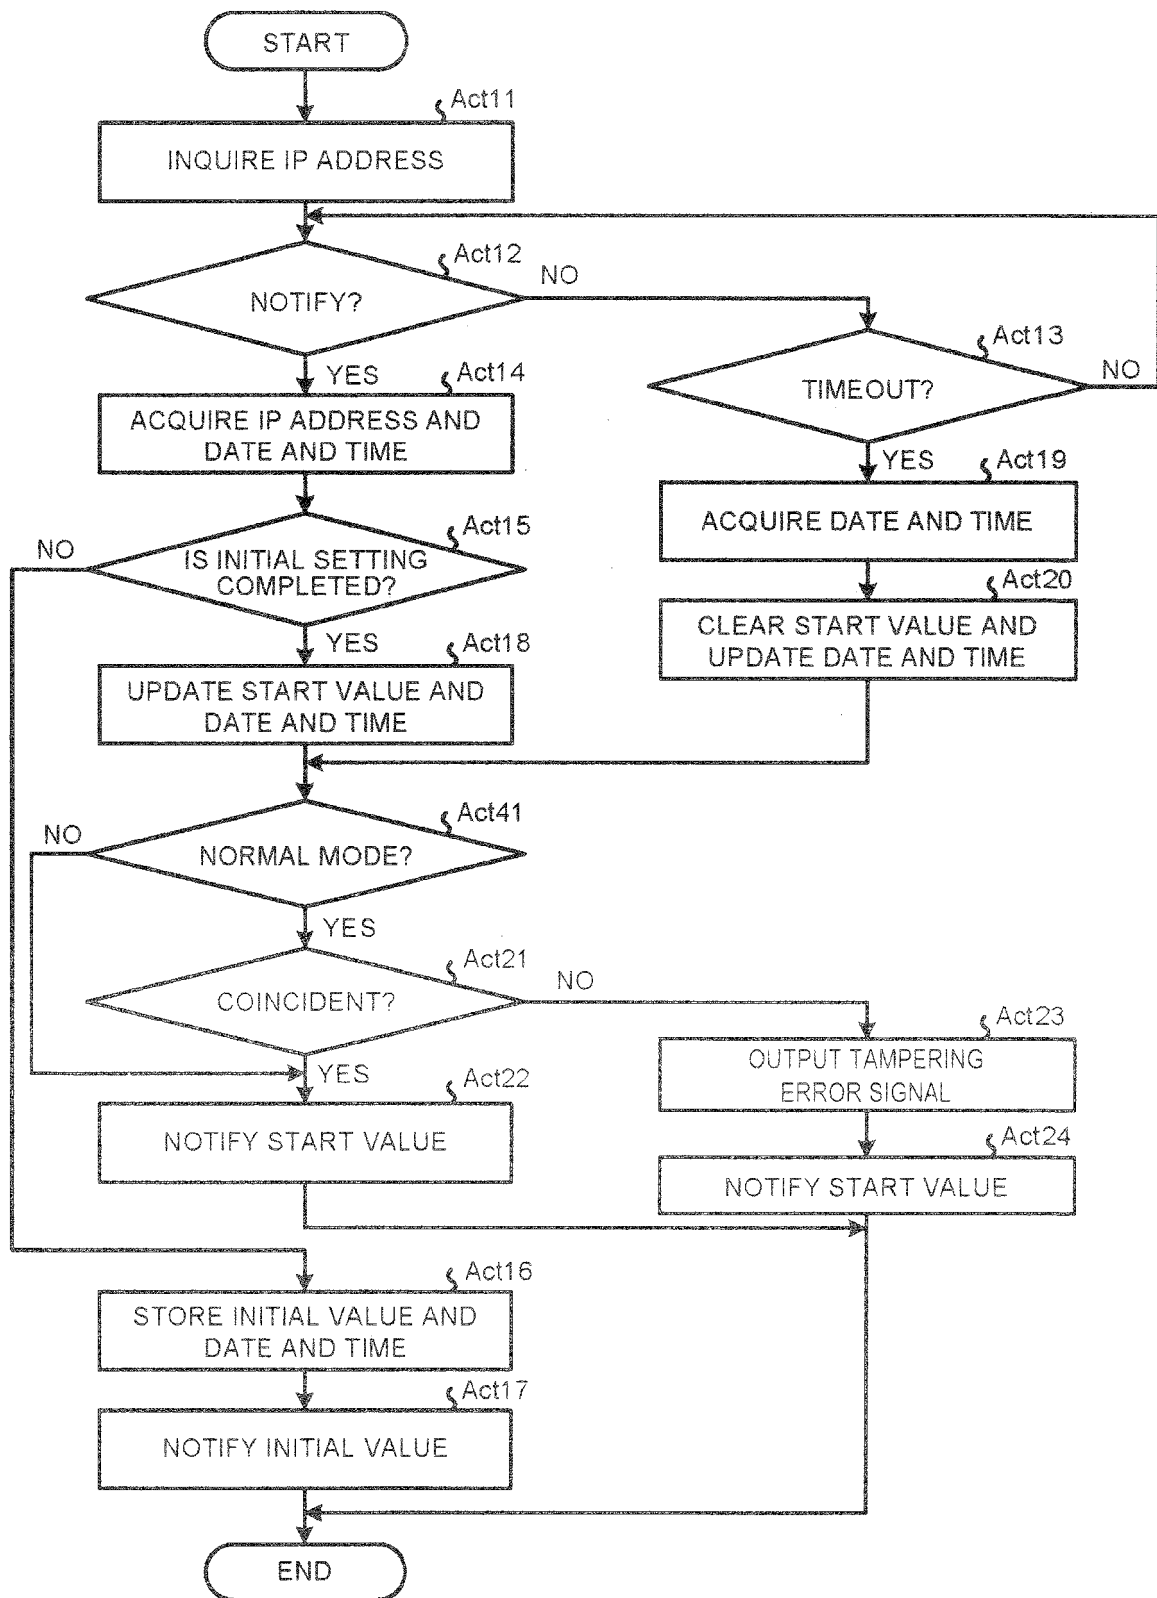 START
Act11
INQUIRE IP ADDRESS
Act12
NOTIFY?
NO
YES
Act13
TIMEOUT?
NO
YES
Act14
ACQUIRE IP ADDRESS AND
DATE AND TIME
Act19
ACQUIRE DATE AND TIME
Act15
IS INITIAL SETTING
COMPLETED?
NO
YES
Act20
CLEAR START VALUE AND
UPDATE DATE AND TIME
Act18
UPDATE START VALUE AND
DATE AND TIME
Act41
NORMAL MODE?
NO
YES
Act21
COINCIDENT?
NO
YES
Act23
OUTPUT TAMPERING
ERROR SIGNAL
Act22
NOTIFY START VALUE
Act24
NOTIFY START VALUE
Act16
STORE INITIAL VALUE AND
DATE AND TIME
Act17
NOTIFY INITIAL VALUE
END